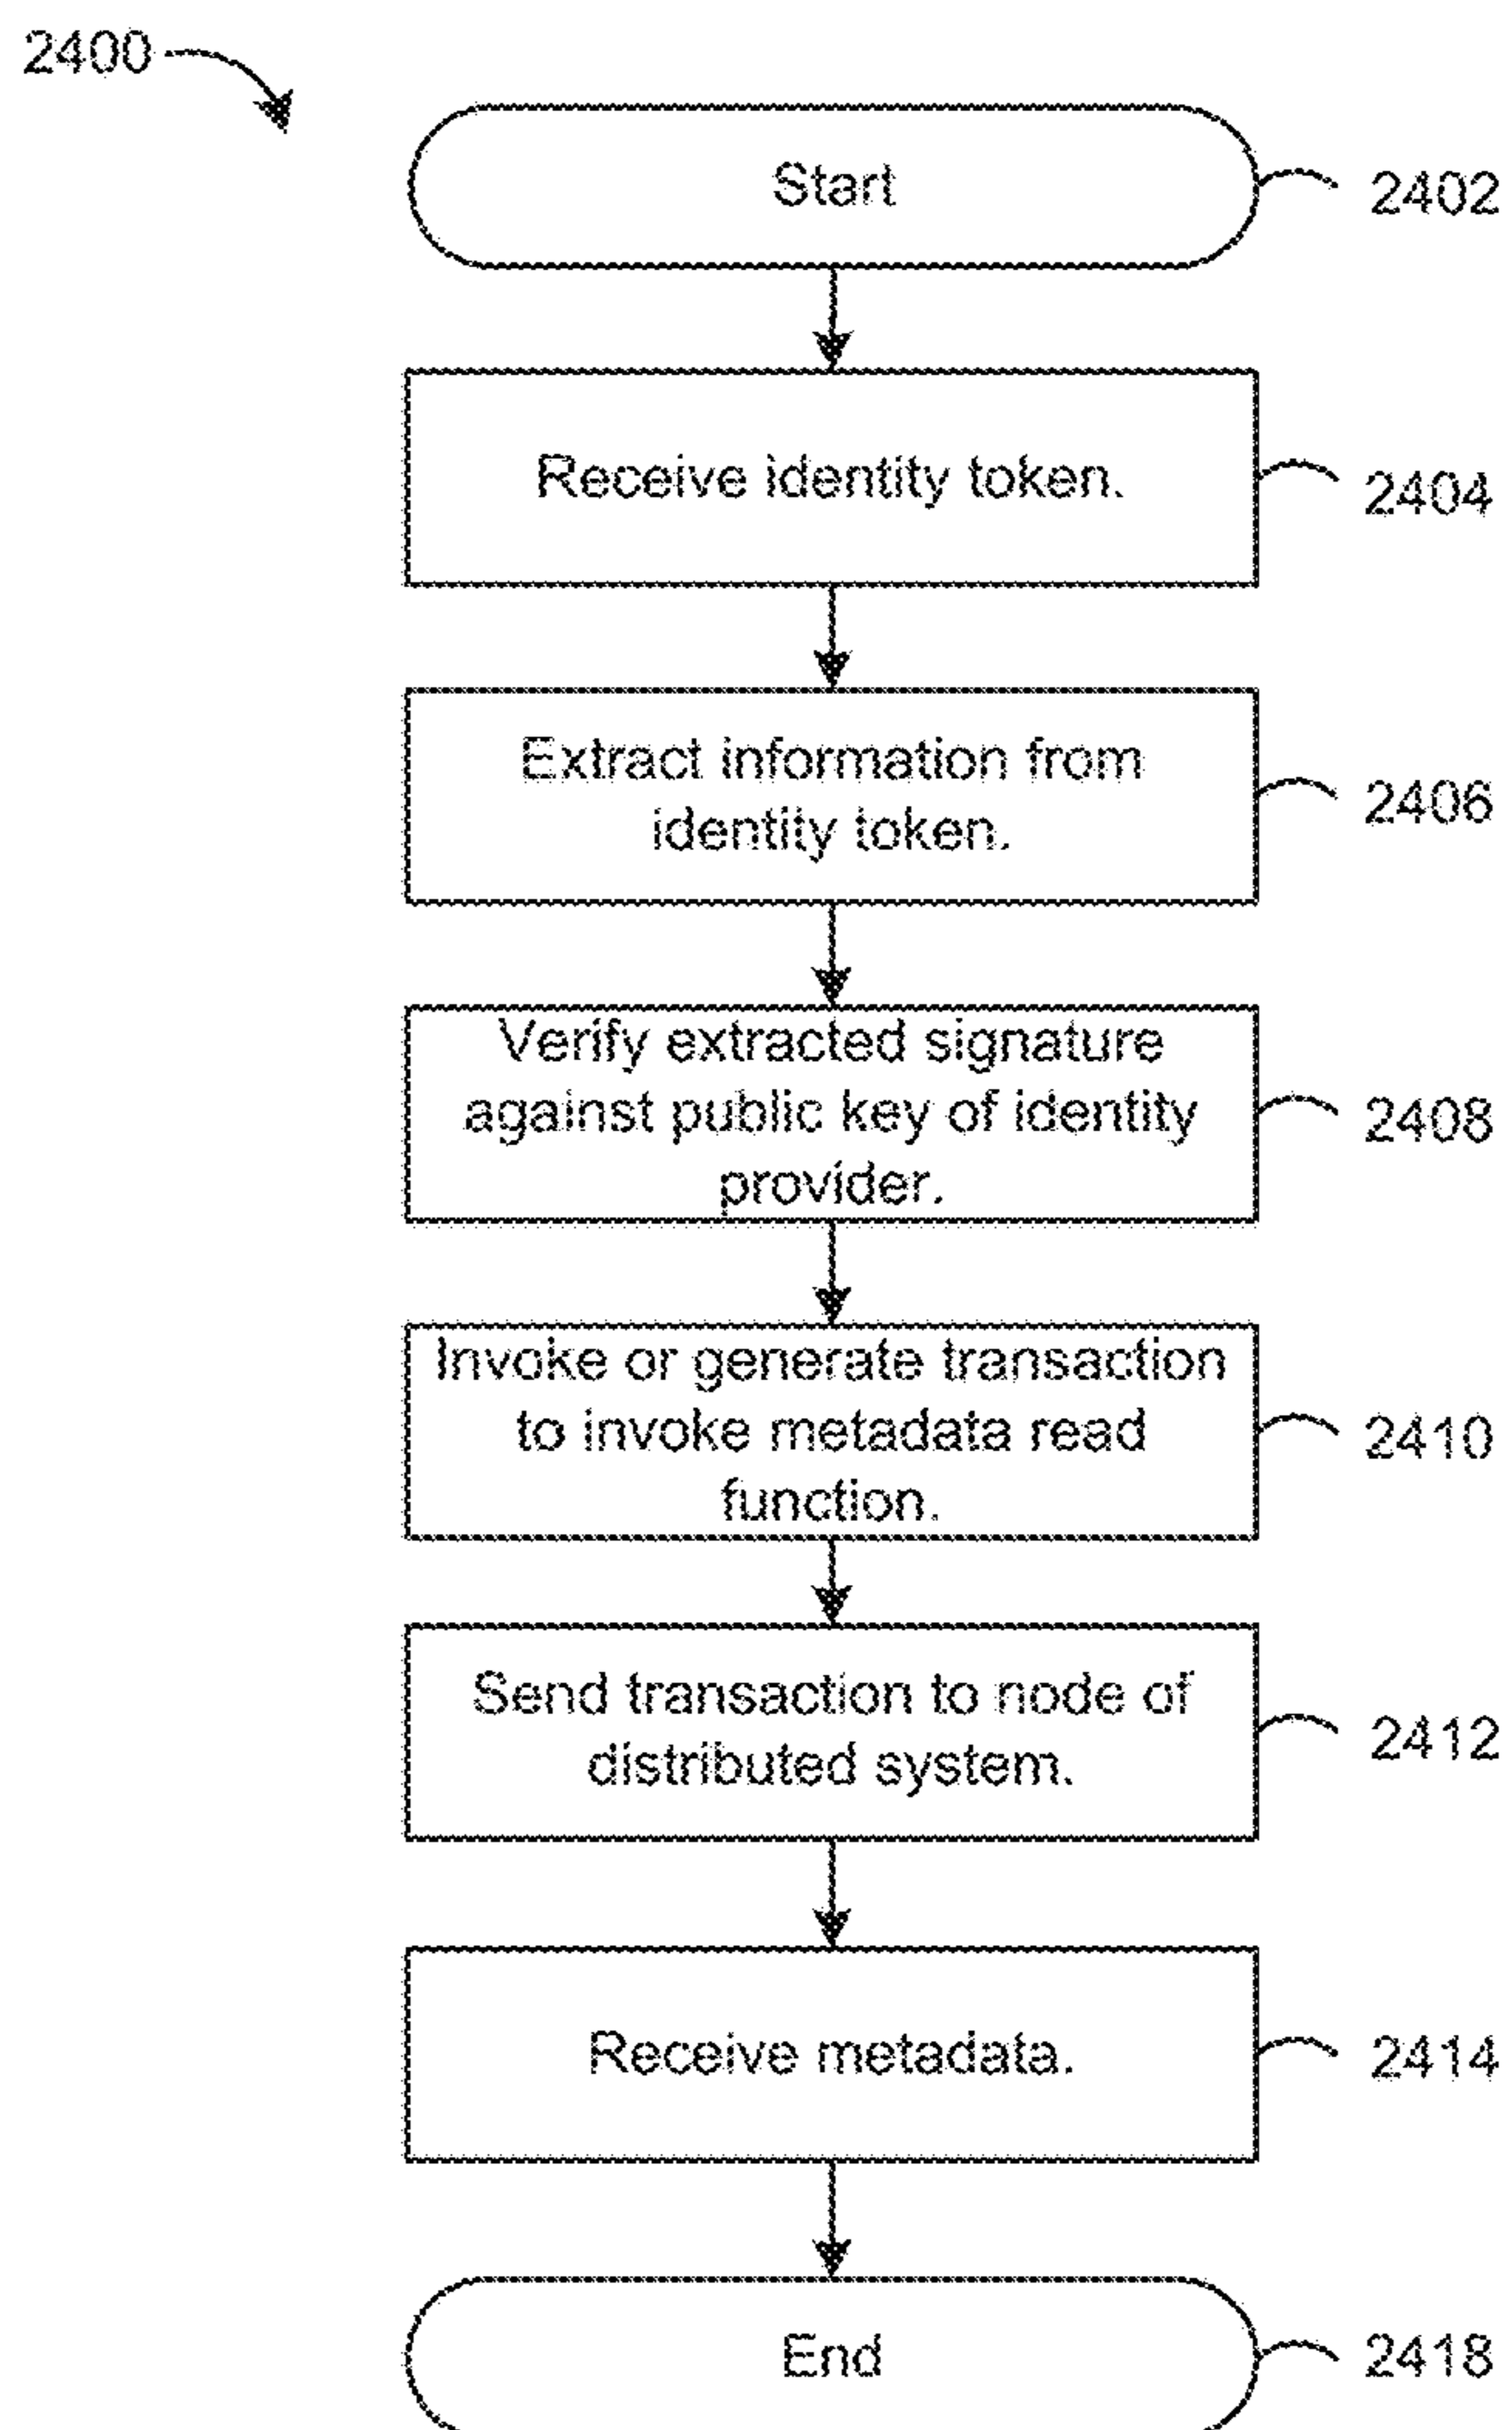 2400
Start
2402
Receive identity token.
2404
Extract information from
identity token.
2406
Verify extracted signature
against public key of identity
provider.
2408
Invoke or generate transaction
to invoke metadata read
function.
2410
Send transaction to node of
distributed system.
2412
Receive metadata.
2414
End
2418